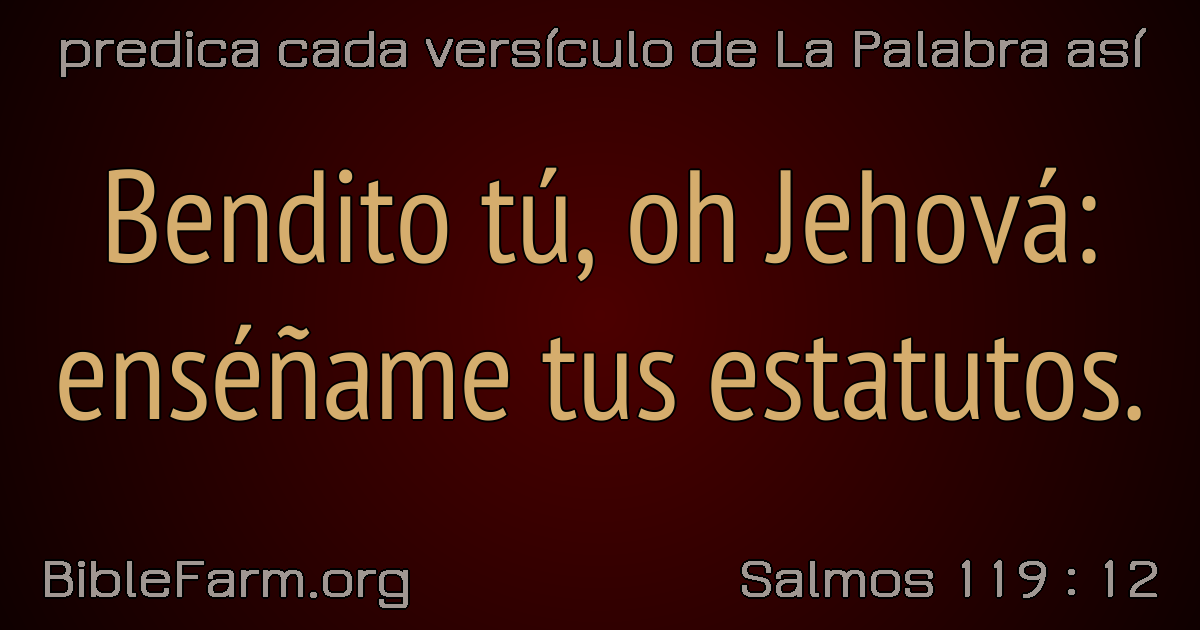 predica cada versículo de La Palabra así
Bendito tú, oh Jehová:
enséñame tus estatutos.
BibleFarm.org
Salmos 119 : 12